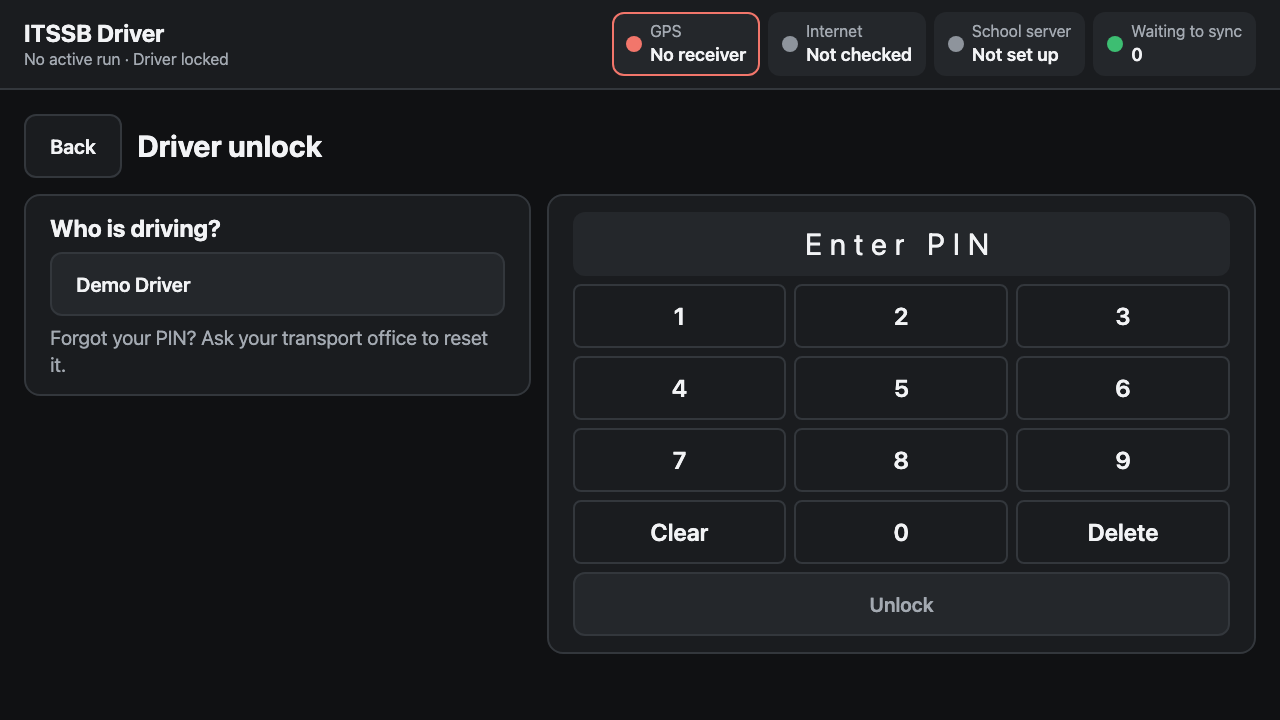 ITSSB Driver
No active run · Driver locked
GPS
No receiver
Internet
Not checked
School server
Not set up
Waiting to sync
0
Back
Driver unlock
Who is driving?
Demo Driver
Forgot your PIN? Ask your transport office to reset
it.
Enter PIN
1
2
3
4
5
6
7
8
9
Clear
0
Delete
Unlock